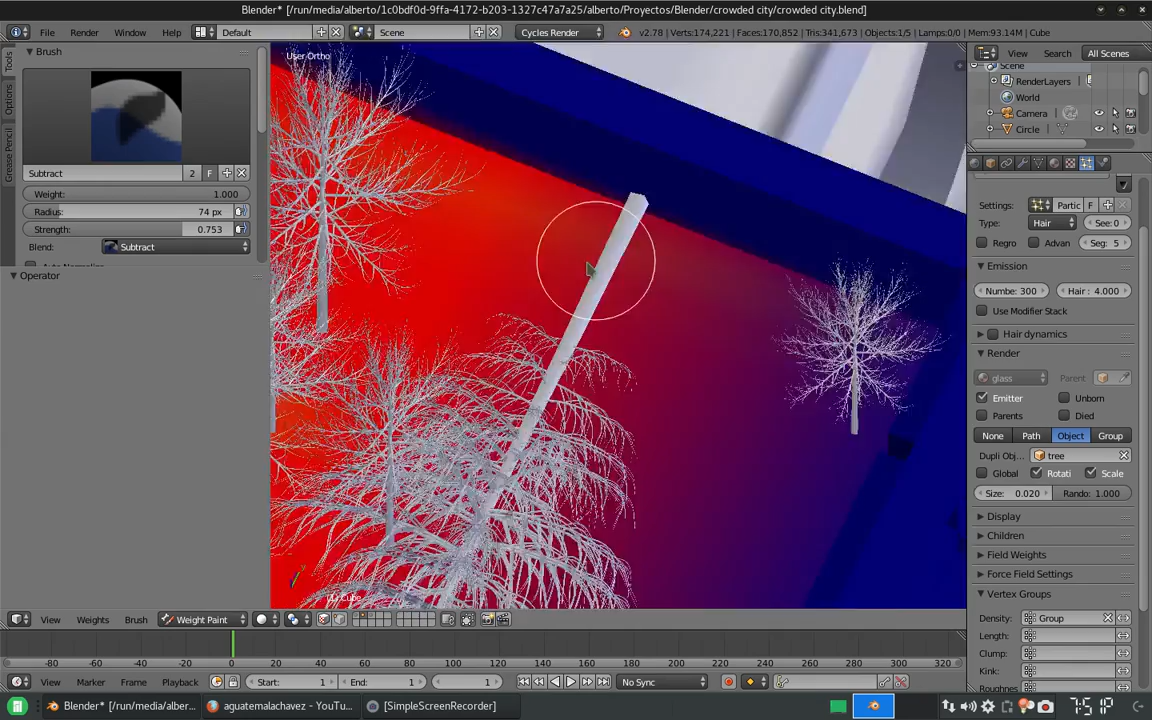 Blender* [/run/media/alberto/1c0bdf0d-9ffa-4172-b203-1327c47a7a25/alberto/Proyectos/Blender/crowded city/crowded city.blend]
File Render Window Help Default Scene Cycles Render v2.78 | Verts:174,221 | Faces:170,852 | Tris:341,673 | Objects:1/5 | Lamps:0/0 | Mem:93.14M | Cube
View Search All Scenes
Brush
Tools
Options
Grease Pencil
Subtract 2 F
Weight: 1.000
Radius: 74 px
Strength: 0.753
Blend: Subtract
Operator
User Ortho
Scene
RenderLayers
World
Camera
Circle
Settings: Partic F
Type: Hair See: 0
Regro Advan Seg: 5
Emission
Numbe: 300 Hair : 4.000
Use Modifier Stack
Hair dynamics
Render
glass Parent
Emitter Unborn
Parents Died
None Path Object Group
Dupli Obj... tree
Global Rotati Scale
Size: 0.020 Rando: 1.000
Display
Children
Field Weights
Force Field Settings
Vertex Groups
Density: Group
Length:
Clump:
Kink:
Roughnes
View Weights Brush Weight Paint
-80 -60 -40 -20 0 20 40 60 80 100 120 140 160 180 200 220 240 260 280 300 320
View Marker Frame Playback Start: 1 End: 1 1 No Sync
Blender* [/run/media/alber... aguatemalachavez - YouTu... [SimpleScreenRecorder] 7:51P